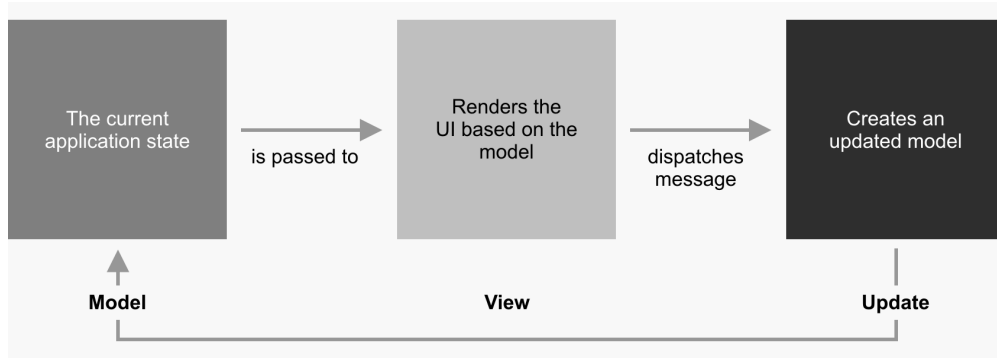 The current
application state
is passed to
Renders the
UI based on the
model
dispatches
message
Creates an
updated model
Model
View
Update